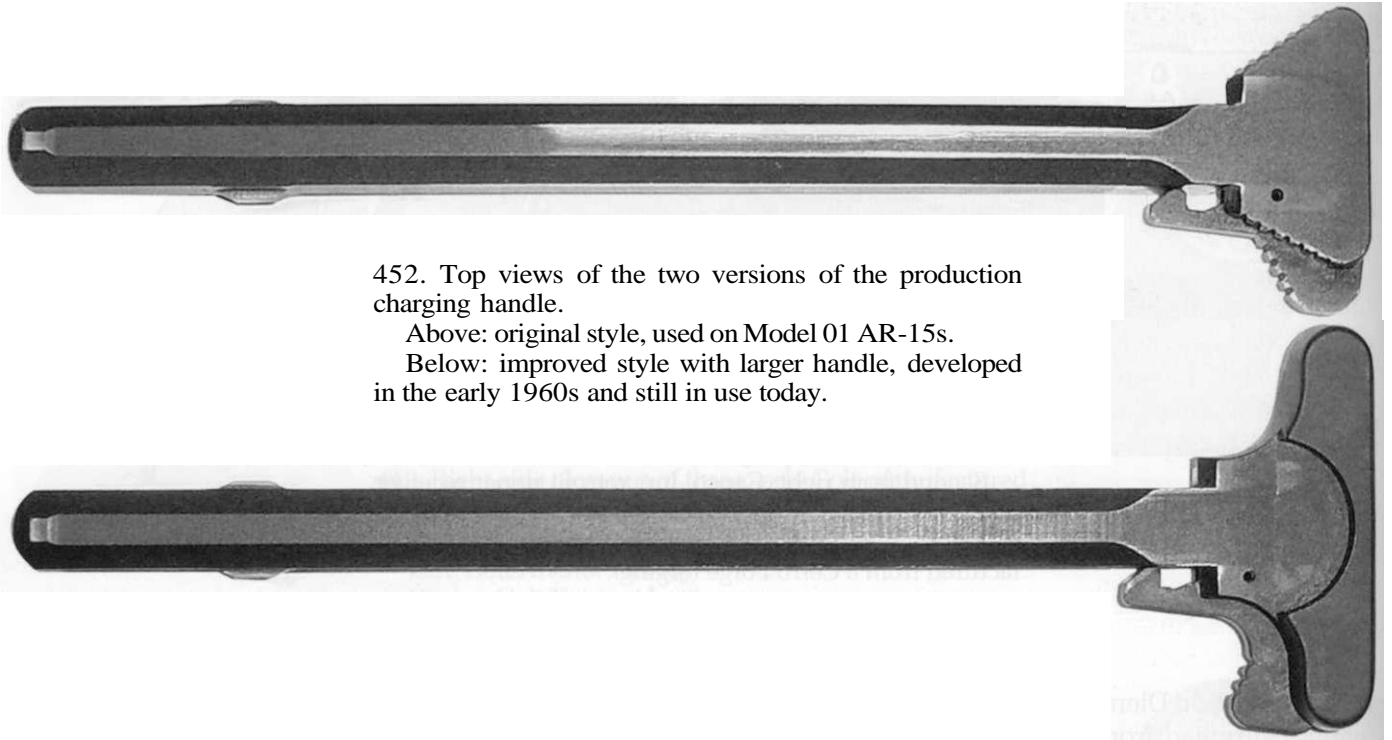 452. Top views of the two versions of the production
charging handle.
Above: original style, used on Model 01 AR-15s.
Below: improved style with larger handle, developed
in the early 1960s and still in use today.